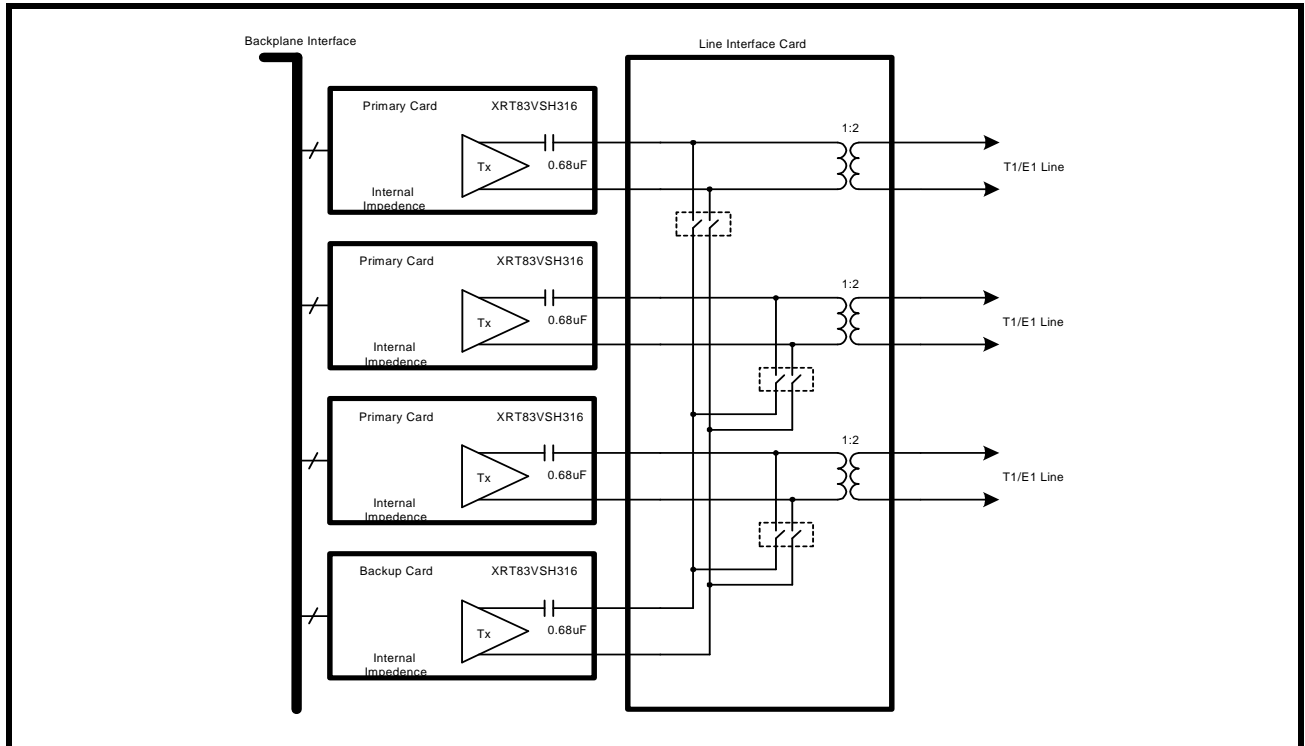 Backplane Interface
Line Interface Card
Primary Card XRT83VSH316
Tx
0.68uF
Internal
Impedence
1:2
T1/E1 Line
Primary Card XRT83VSH316
Tx
0.68uF
Internal
Impedence
1:2
T1/E1 Line
Primary Card XRT83VSH316
Tx
0.68uF
Internal
Impedence
1:2
T1/E1 Line
Backup Card XRT83VSH316
Tx
0.68uF
Internal
Impedence